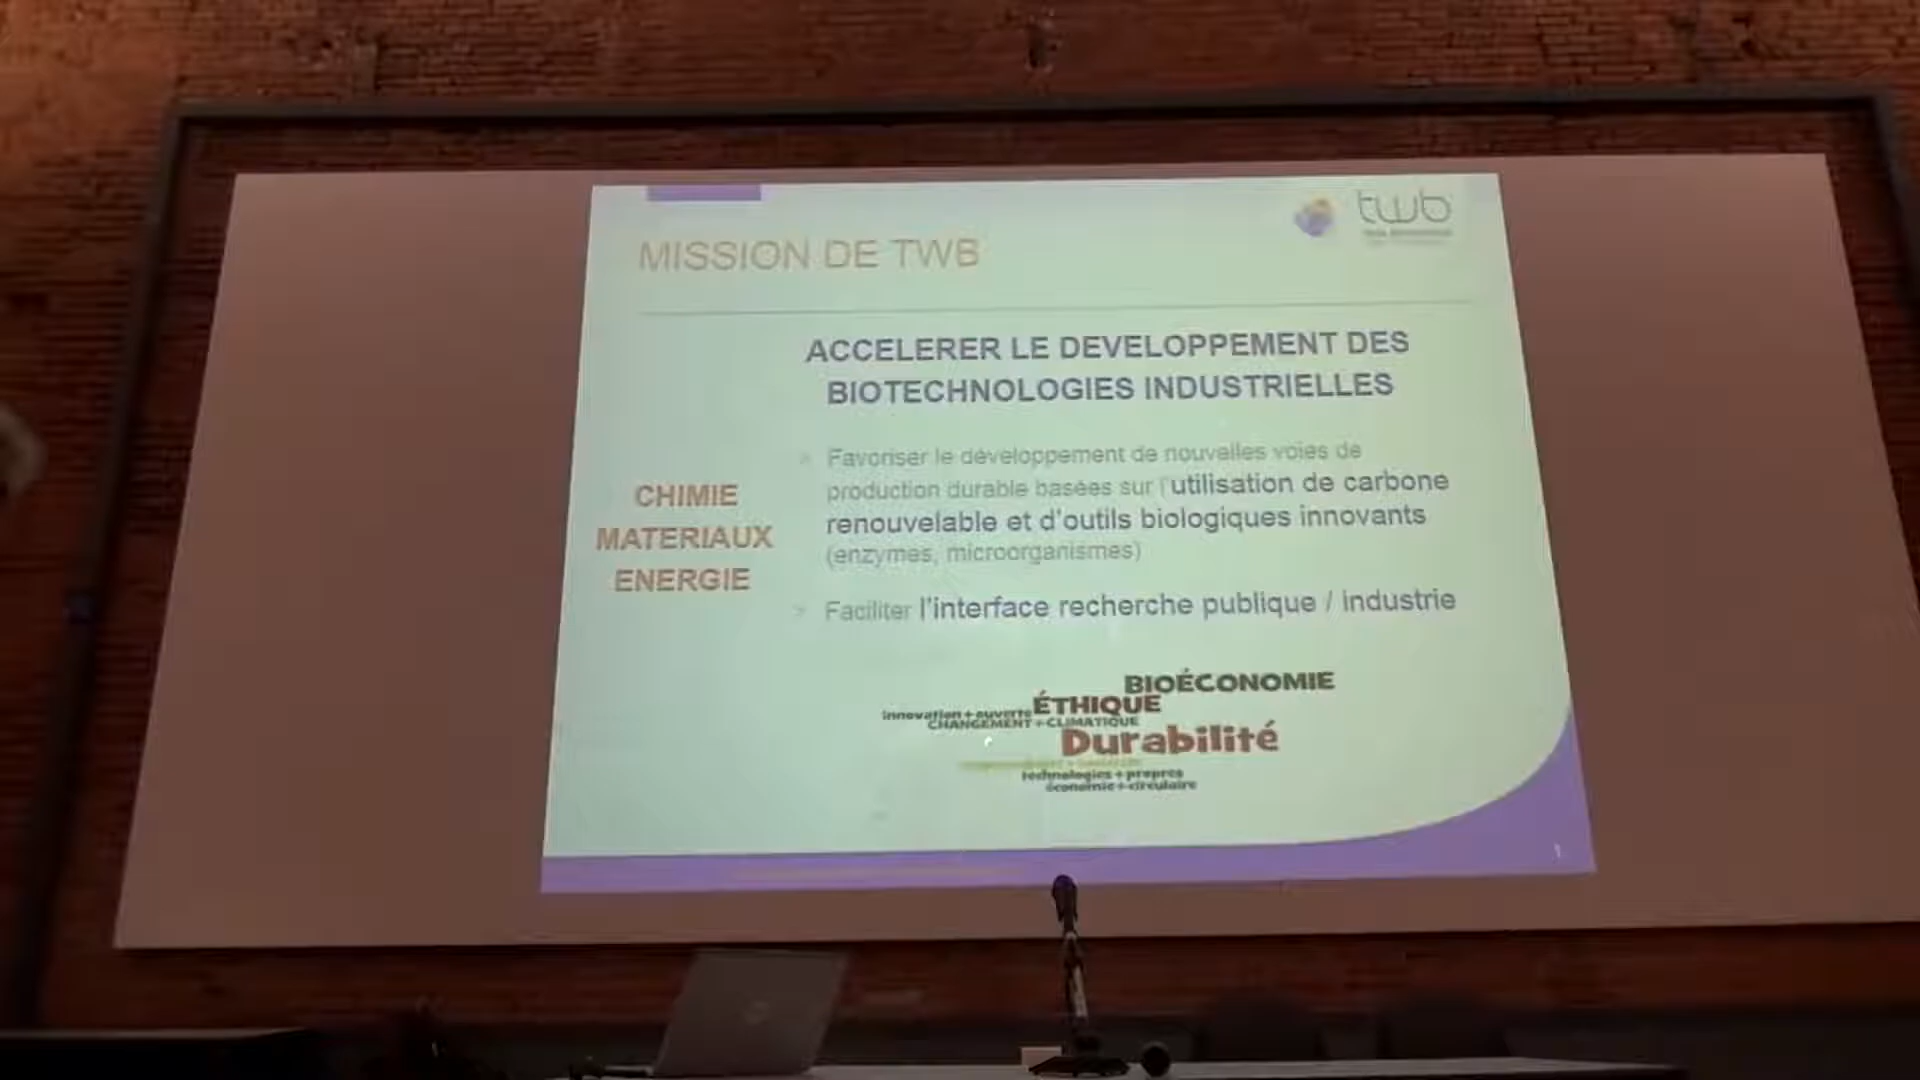 twb
MISSION DE TWB
ACCELERER LE DEVELOPPEMENT DES
BIOTECHNOLOGIES INDUSTRIELLES
CHIMIE
MATERIAUX
ENERGIE
> Favoriser le développement de nouvelles voies de
production durable basées sur l'utilisation de carbone
renouvelable et d'outils biologiques innovants
(enzymes, microorganismes)
> Faciliter l'interface recherche publique / industrie
BIOÉCONOMIE
ÉTHIQUE
innovation+ouverte
CHANGEMENT+CLIMATIQUE
Durabilité
technologies+propres
économie+circulaire
1